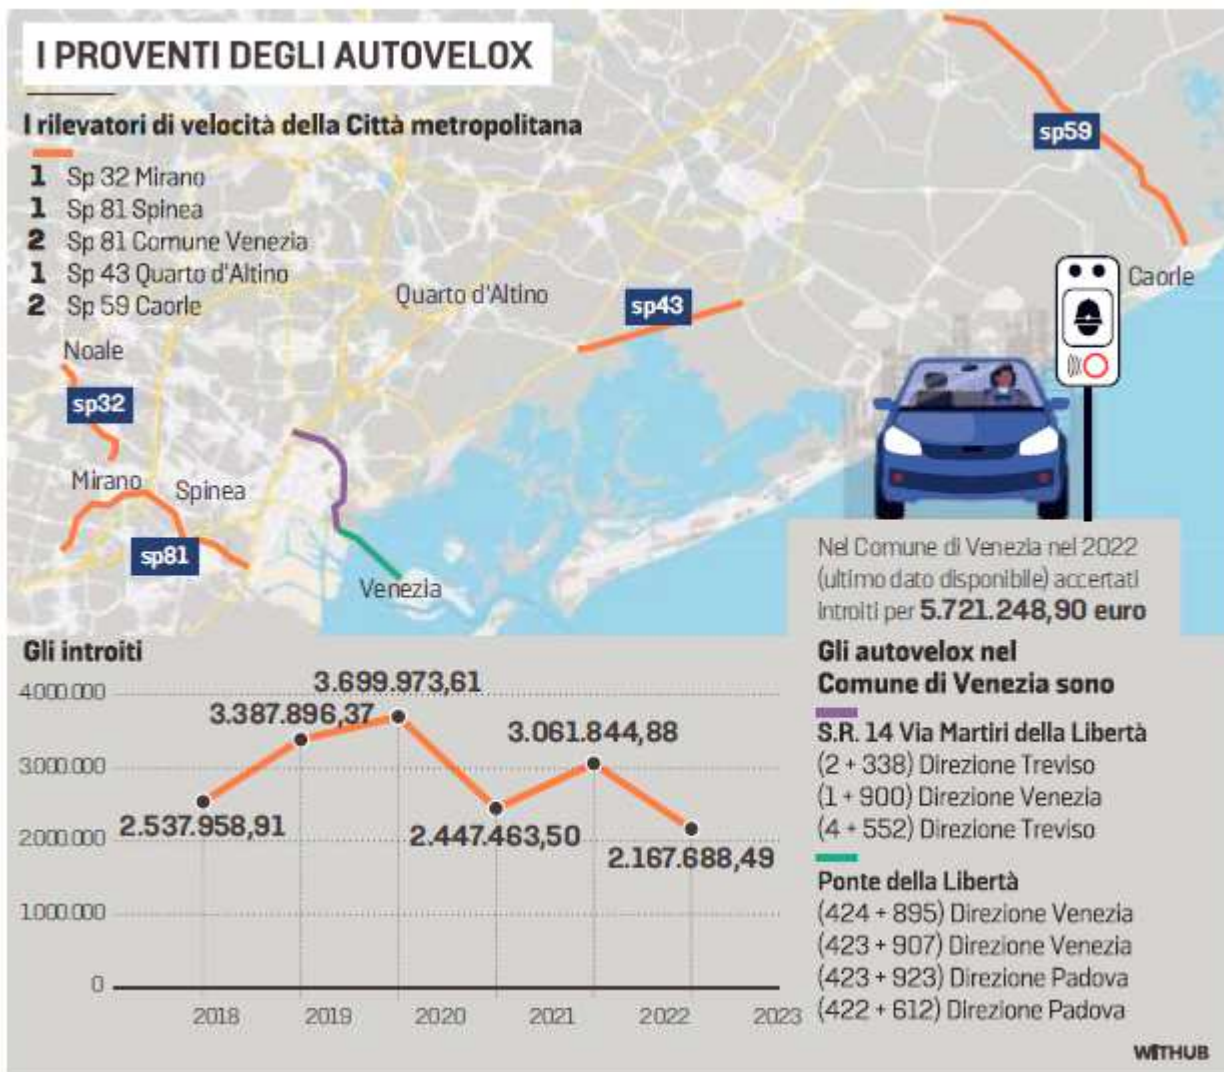 I PROVENTI DEGLI AUTOVELOX
I rilevatori di velocità della Città metropolitana
1 Sp 32 Mirano
1 Sp 81 Spinea
2 Sp 81 Comune Venezia
1 Sp 43 Quarto d'Altino
2 Sp 59 Caorle
sp59
Caorle
Quarto d'Altino
sp43
Noale
sp32
Mirano
Spinea
sp81
Venezia
Nel Comune di Venezia nel 2022
(ultimo dato disponibile) accertati
introiti per 5.721.248,90 euro
Gli introiti
4.000.000
3.000.000
2.000.000
1.000.000
0
2.537.958,91
3.387.896,37
3.699.973,61
2.447.463,50
3.061.844,88
2.167.688,49
2018
2019
2020
2021
2022
2023
Gli autovelox nel
Comune di Venezia sono
S.R. 14 Via Martiri della Libertà
(2 + 338) Direzione Treviso
(1 + 900) Direzione Venezia
(4 + 552) Direzione Treviso
Ponte della Libertà
(424 + 895) Direzione Venezia
(423 + 907) Direzione Venezia
(423 + 923) Direzione Padova
(422 + 612) Direzione Padova
WITHUB